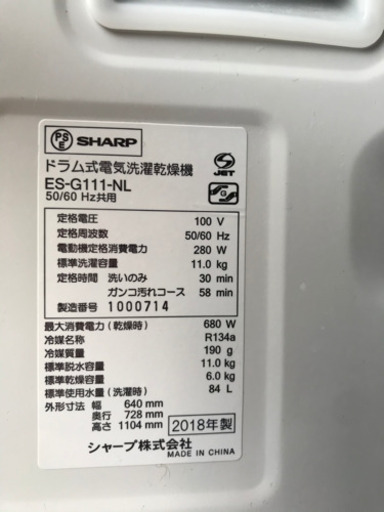 PS E SHARP
ドラム式電気洗濯乾燥機
ES-G111-NL
50/60 Hz共用
JET
定格電圧 100 V
定格周波数 50/60 Hz
電動機定格消費電力 280 W
標準洗濯容量 11.0 kg
定格時間 洗いのみ 30 min
ガンコ汚れコース 58 min
製造番号 1000714
最大消費電力(乾燥時) 680 W
冷媒名称 R134a
冷媒質量 190 g
標準脱水容量 11.0 kg
標準乾燥容量 6.0 kg
標準使用水量(洗濯時) 84 L
外形寸法 幅 640 mm
奥行 728 mm
高さ 1104 mm
2018年製
シャープ株式会社
MADE IN CHINA